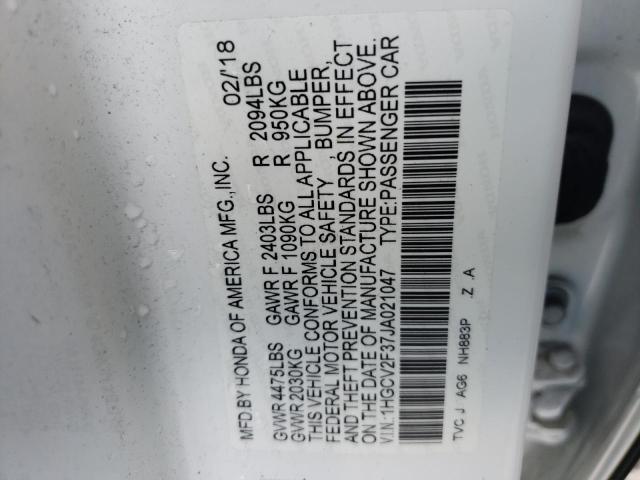 MFD BY HONDA OF AMERICA MFG.,INC. 02/'18
GVWR 4475LBS GAWR F 2403LBS R 2094LBS
GVWR 2030KG GAWR F 1090KG R 950KG
THIS VEHICLE CONFORMS TO ALL APPLICABLE
FEDERAL MOTOR VEHICLE SAFETY , BUMPER,
AND THEFT PREVENTION STANDARDS IN EFFECT
ON THE DATE OF MANUFACTURE SHOWN ABOVE.
V.I.N.:1HGCV2F37JA021047 TYPE:PASSENGER CAR
TVC J AG6 NH883P .Z .A